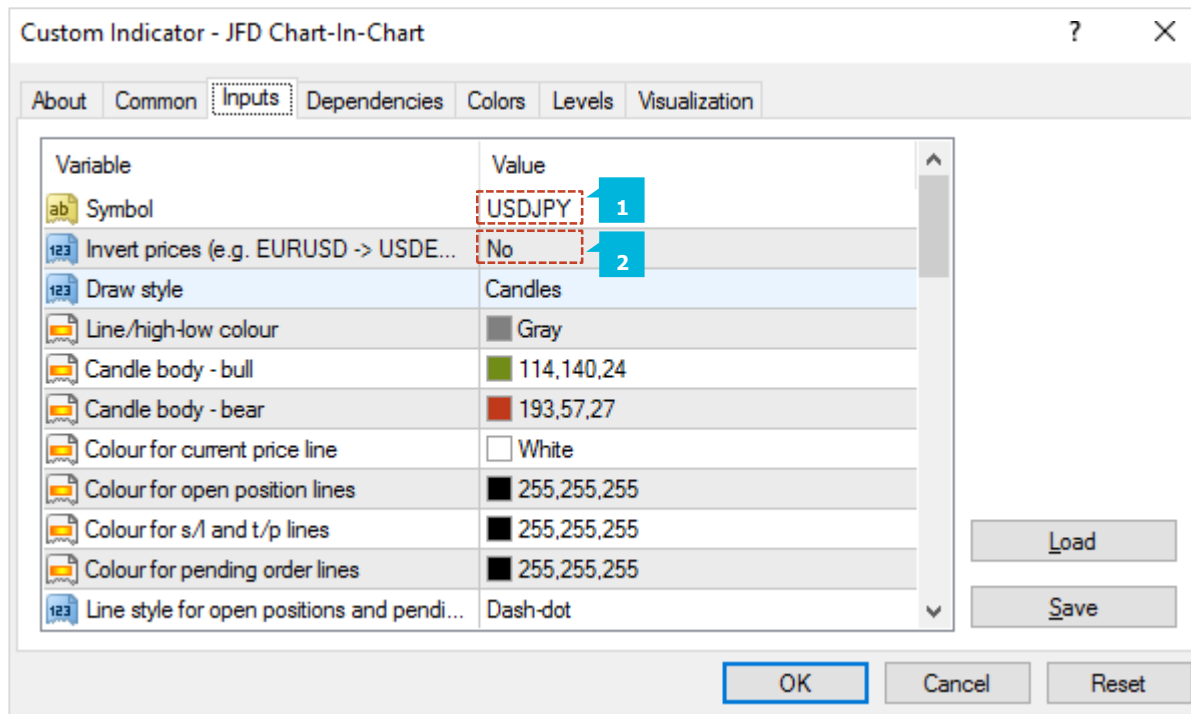 Custom Indicator - JFD Chart-In-Chart ?
About Common Inputs Dependencies Colors Levels Visualization
Variable Value
ab Symbol USDJPY 1
123 Invert prices (e.g. EURUSD -> USDE... No 2
123 Draw style Candles
Line/high-low colour Gray
Candle body - bull 114,140,24
Candle body - bear 193,57,27
Colour for current price line White
Colour for open position lines 255,255,255
Colour for s/l and t/p lines 255,255,255
Colour for pending order lines 255,255,255
123 Line style for open positions and pendi... Dash-dot
Load
Save
OK Cancel Reset